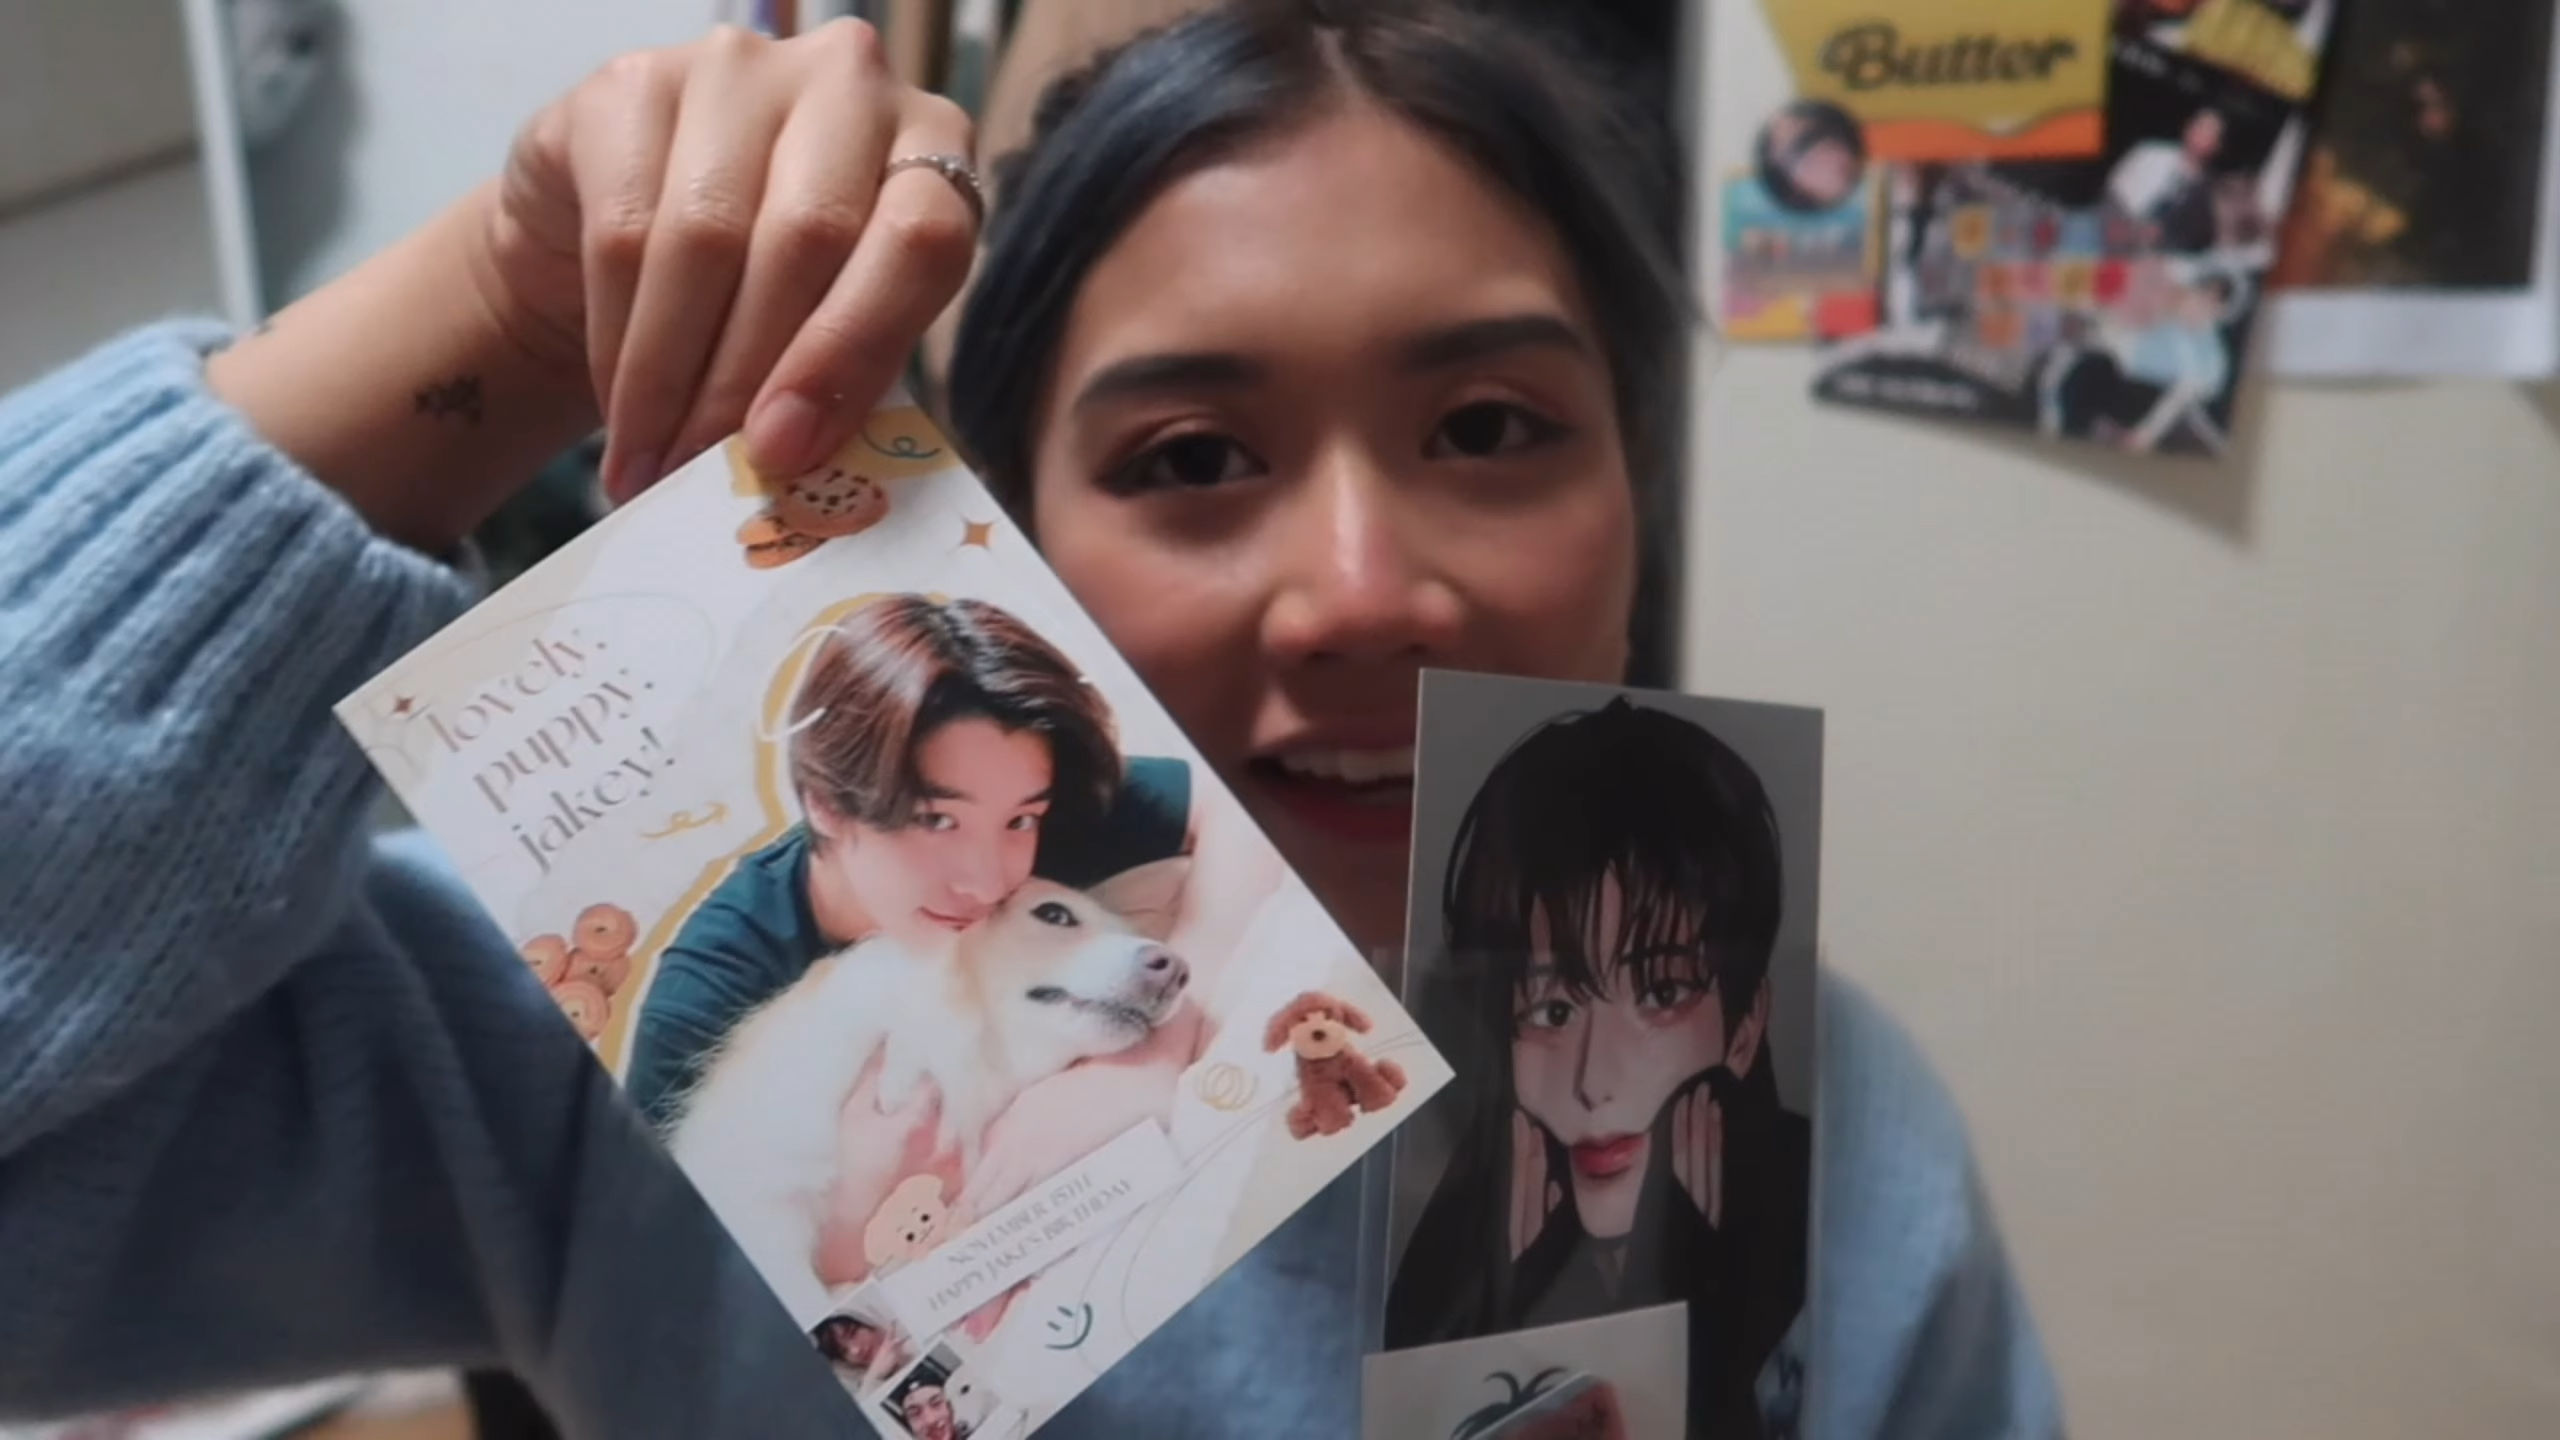 Butter
lovely,
puppy,
jakey!
NOVEMBER 15TH
HAPPY JAKE'S BIRTHDAY